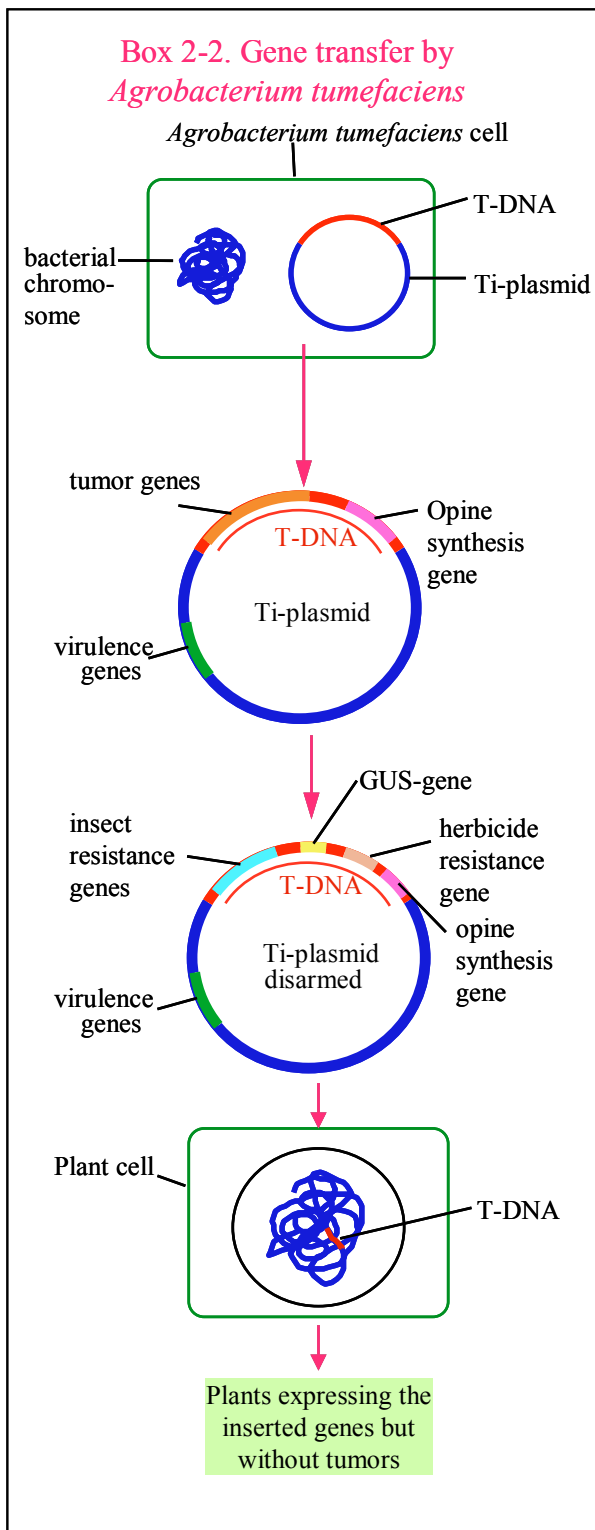 Box 2-2. Gene transfer by
Agrobacterium tumefaciens
Agrobacterium tumefaciens cell
T-DNA
bacterial
chromo-
some
Ti-plasmid
tumor genes
Opine
synthesis
gene
T-DNA
Ti-plasmid
virulence
genes
GUS-gene
insect
resistance
genes
herbicide
resistance
gene
T-DNA
opine
synthesis
gene
Ti-plasmid
disarmed
virulence
genes
Plant cell
T-DNA
Plants expressing the
inserted genes but
without tumors